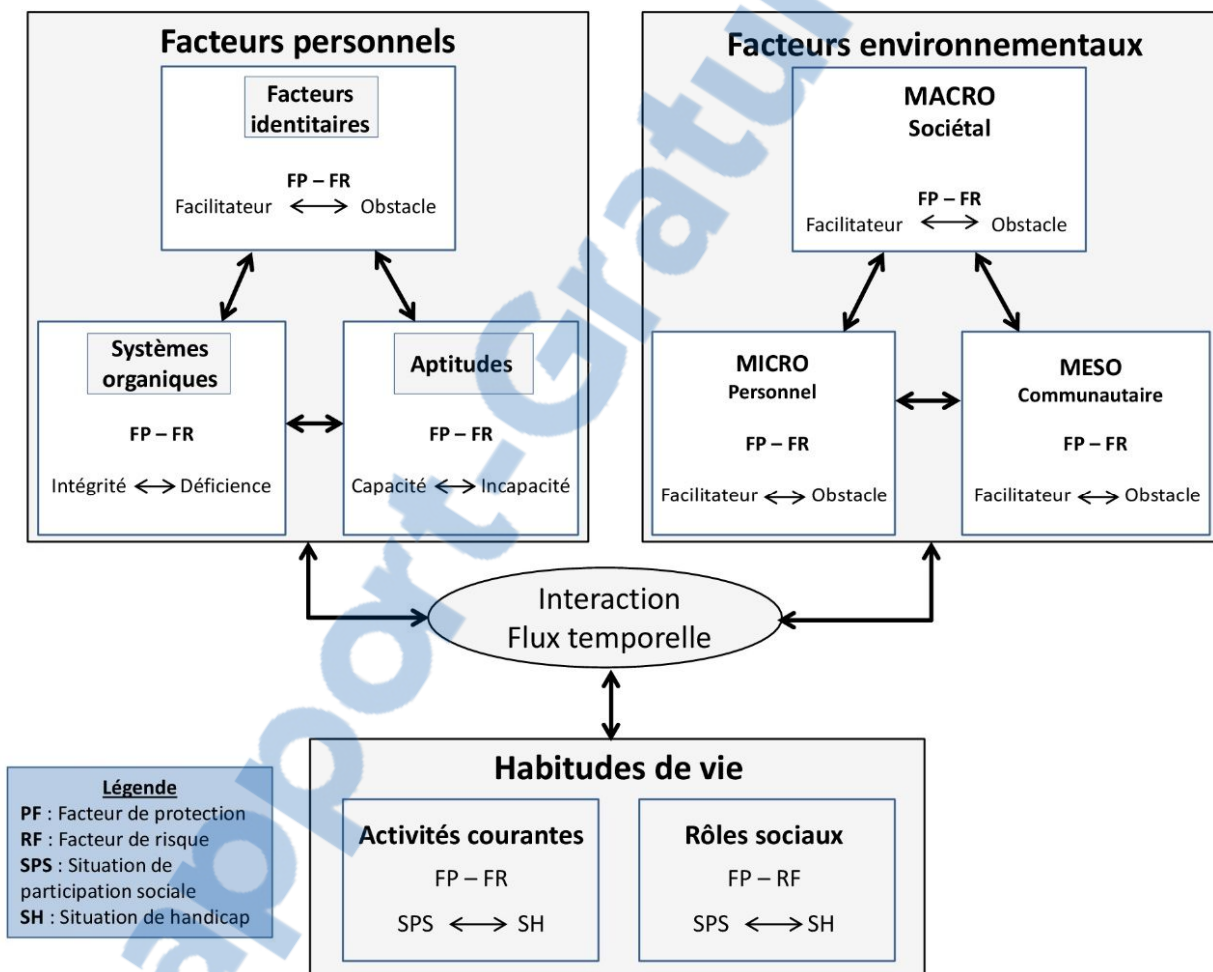 Facteurs personnels
Facteurs
identitaires
FP – FR
Facilitateur Obstacle
Systèmes
organiques
FP – FR
Intégrité Déficience
Aptitudes
FP – FR
Capacité Incapacité
Facteurs environnementaux
MACRO
Sociétal
FP – FR
Facilitateur Obstacle
MICRO
Personnel
FP – FR
Facilitateur Obstacle
MESO
Communautaire
FP – FR
Facilitateur Obstacle
Interaction
Flux temporelle
Habitudes de vie
Activités courantes
FP – FR
SPS SH
Rôles sociaux
FP – RF
SPS SH
Légende
PF : Facteur de protection
RF : Facteur de risque
SPS : Situation de
participation sociale
SH : Situation de handicap
apport-Gratui